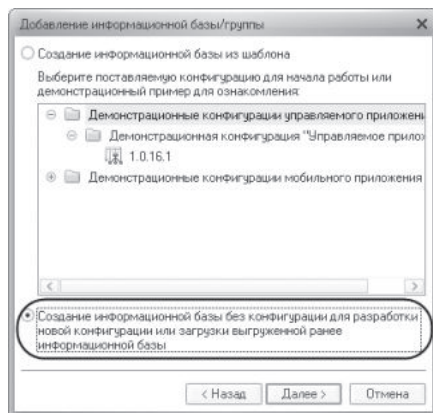 Добавление информационной базы/группы
Создание информационной базы из шаблона
Выберите поставляемую конфигурацию для начала работы или
демонстрационный пример для ознакомления:
Демонстрационные конфигурации управляемого приложени
Демонстрационная конфигурация "Управляемое прилож
1.0.16.1
Демонстрационные конфигурации мобильного приложения
Создание информационной базы без конфигурации для разработки
новой конфигурации или загрузки выгруженной ранее
информационной базы
< Назад
Далее >
Отмена